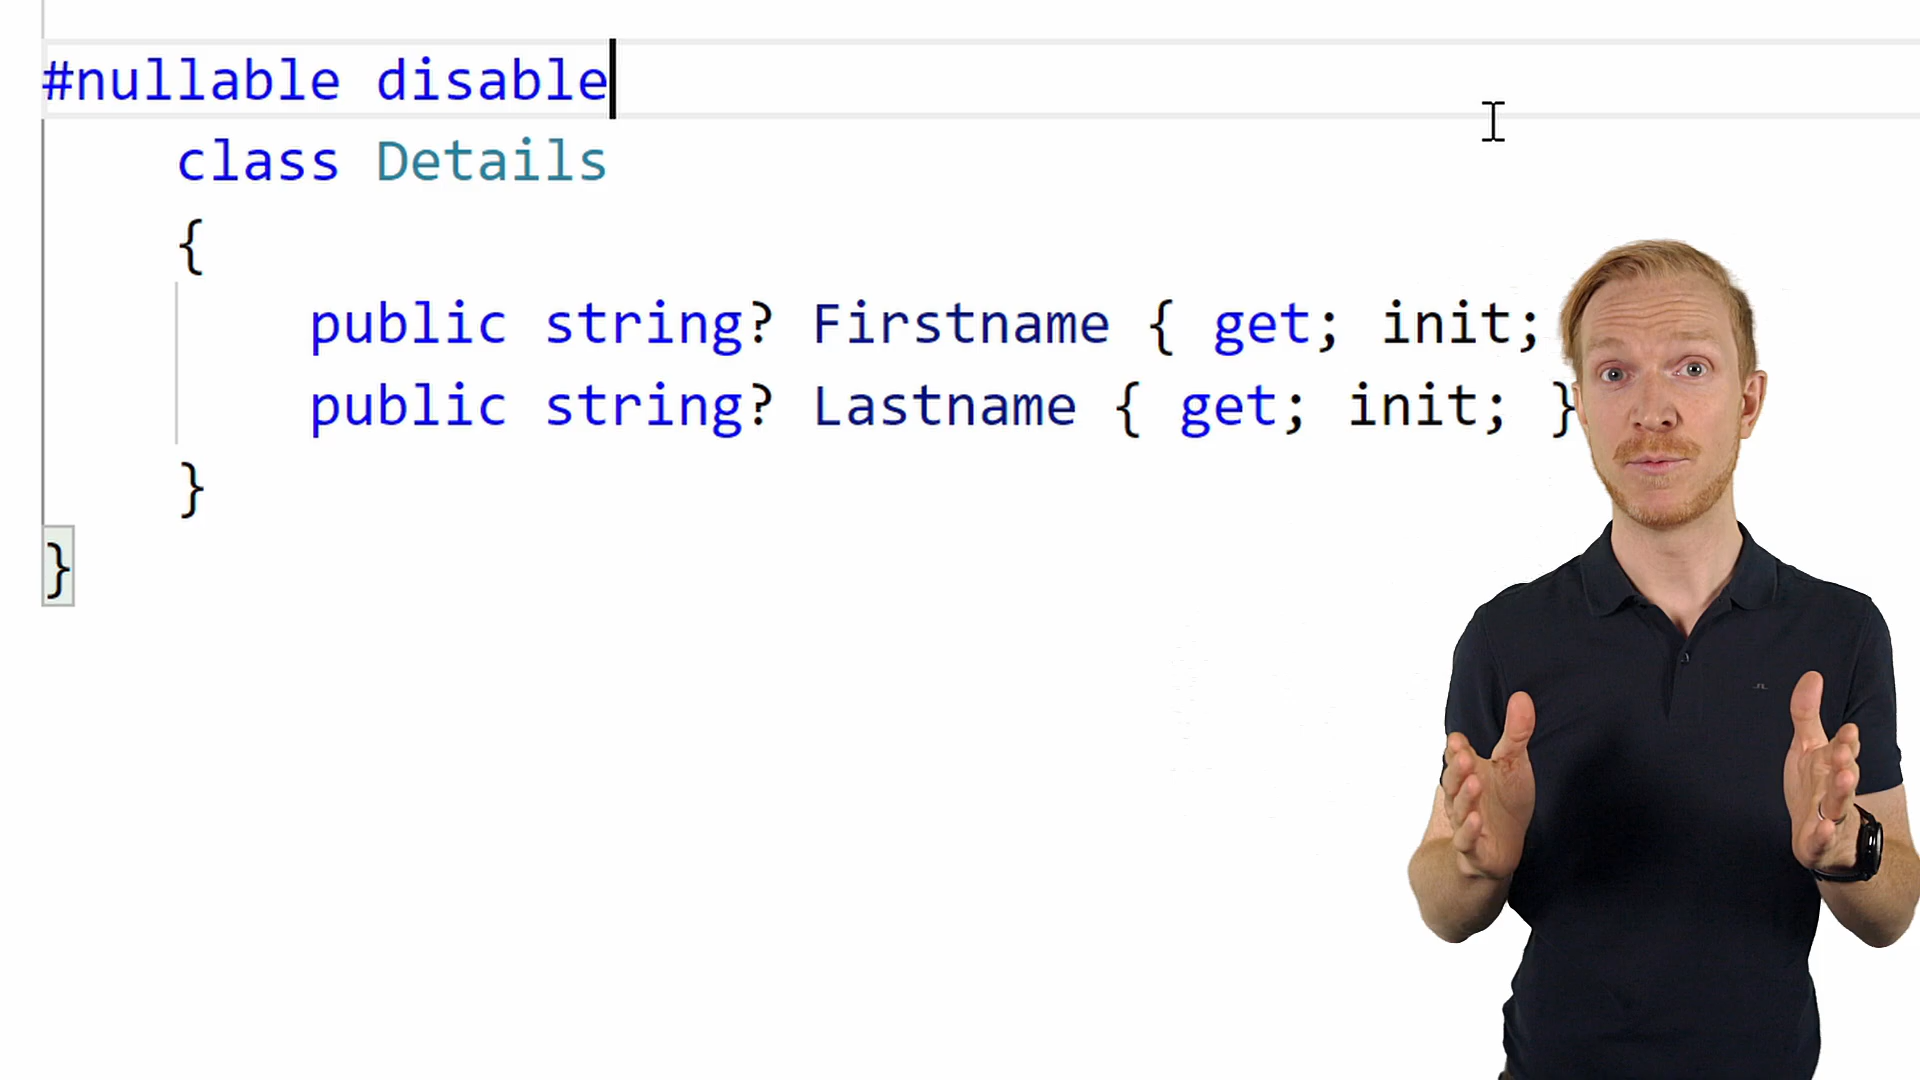 #nullable disable
class Details
{
public string? Firstname { get; init;
public string? Lastname { get; init; }
}
}